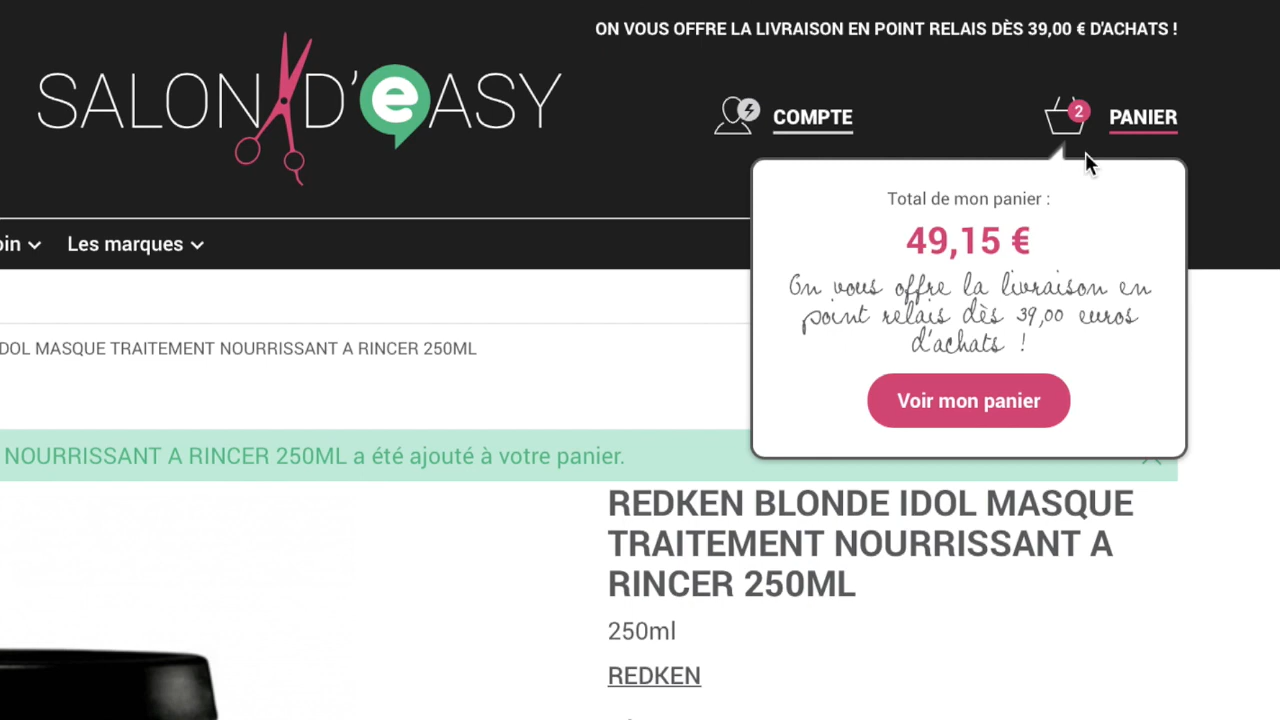 ON VOUS OFFRE LA LIVRAISON EN POINT RELAIS DÈS 39,00 € D'ACHATS !
SALON D'eASY
COMPTE
2
PANIER
Total de mon panier :
49,15 €
On vous offre la livraison en
point relais dès 39,00 euros
d'achats !
Voir mon panier
oin
Les marques
DOL MASQUE TRAITEMENT NOURRISSANT A RINCER 250ML
NOURRISSANT A RINCER 250ML a été ajouté à votre panier.
REDKEN BLONDE IDOL MASQUE
TRAITEMENT NOURRISSANT A
RINCER 250ML
250ml
REDKEN